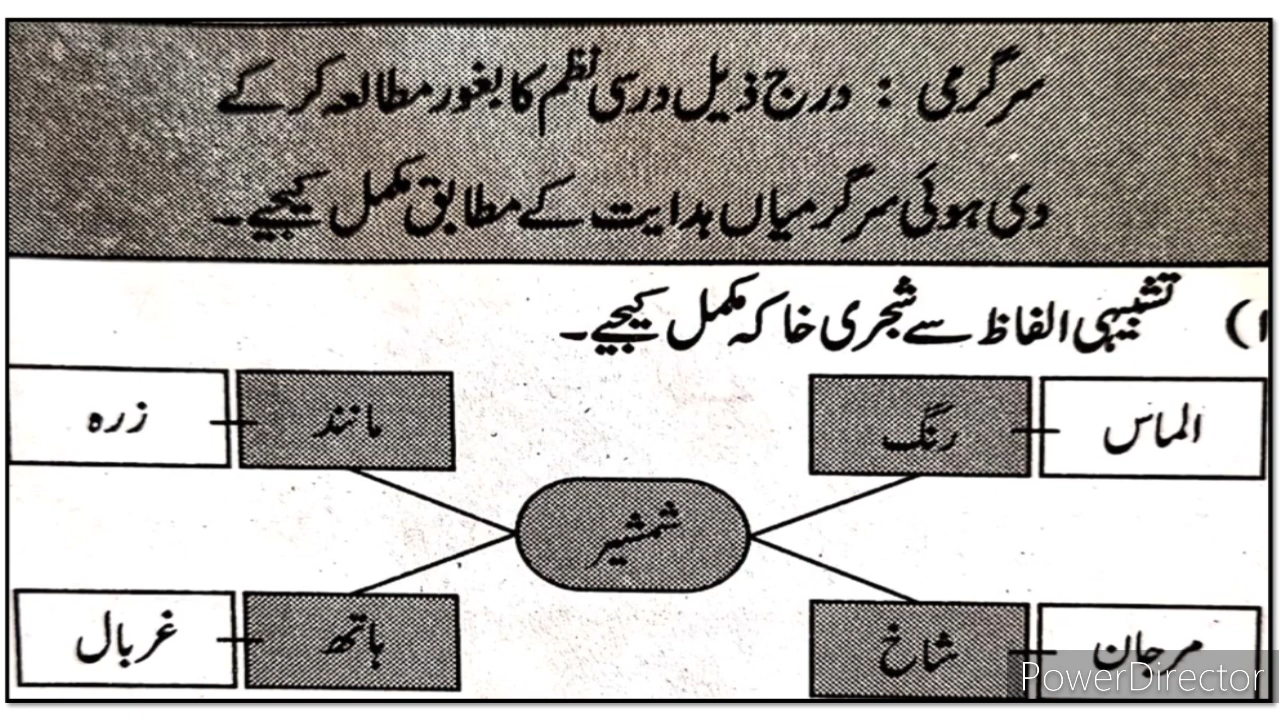 سرگرمی : درج ذیل درسی نظم کا بغور مطالعہ کر کے
دی ہوئی سرگرمیاں ہدایت کے مطابق مکمل کیجیے۔
۱) تشبیہی الفاظ سے شجری خاکہ مکمل کیجیے۔
الماس رنگ مانند زرہ
شمشیر
مرجان شاخ ہاتھ غربال
PowerDirector